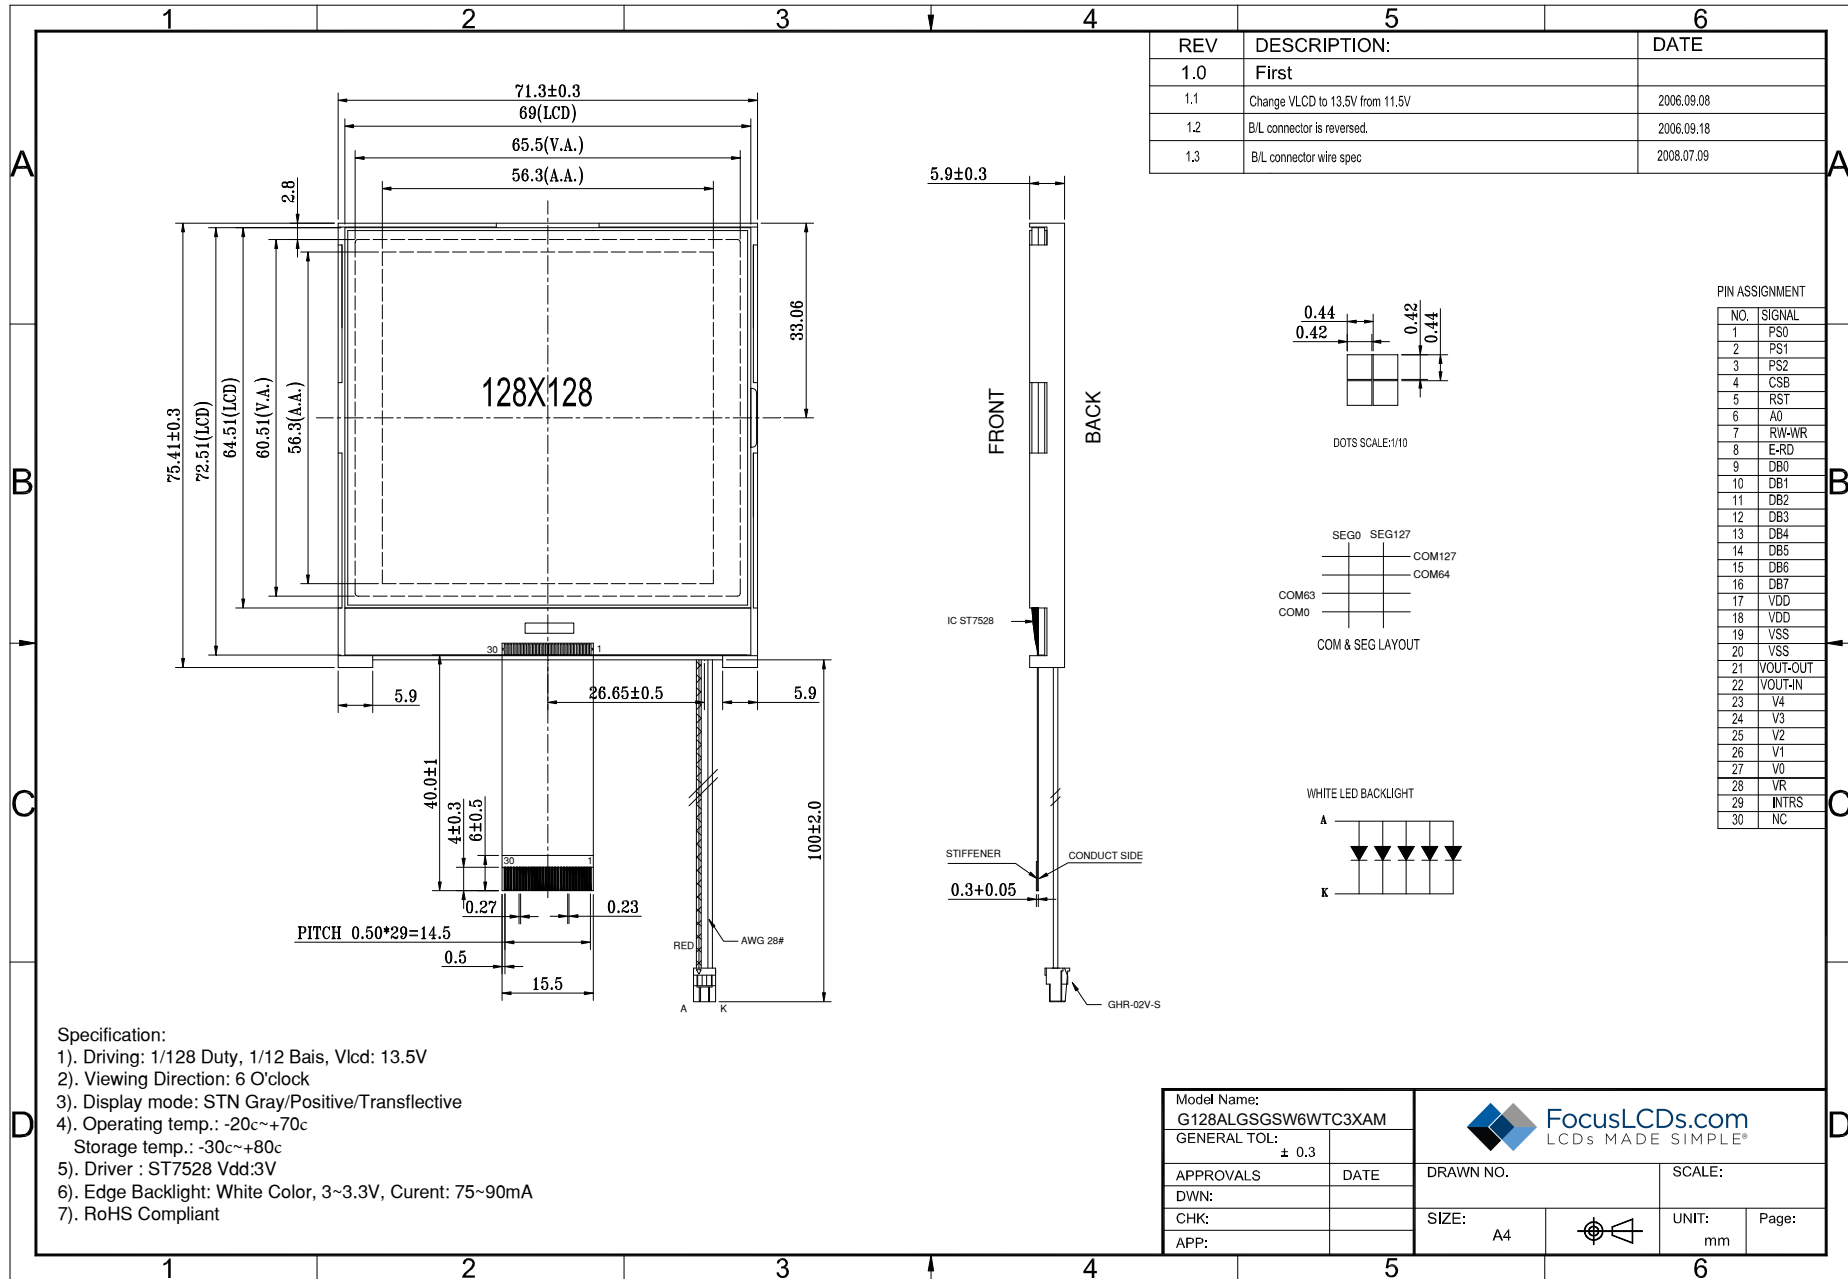 1 2 3 4 5 6
A
B
C
D
A
B
C
D
REV DESCRIPTION: DATE
1.0 First
1.1 Change VLCD to 13.5V from 11.5V 2006.09.08
1.2 B/L connector is reversed. 2006.09.18
1.3 B/L connector wire spec 2008.07.09
71.3±0.3
69(LCD)
65.5(V.A.)
56.3(A.A.)
2.8
75.41±0.3
72.51(LCD)
64.51(LCD)
60.51(V.A.)
56.3(A.A.)
33.06
128X128
30 1
5.9
26.65±0.5
5.9
40.0±1
4±0.3
6±0.5
100±2.0
30 1
0.27
0.23
PITCH 0.50*29=14.5
0.5
15.5
RED
AWG 28#
A K
5.9±0.3
FRONT
BACK
IC ST7528
STIFFENER
CONDUCT SIDE
0.3+0.05
GHR-02V-S
0.44
0.42
0.42
0.44
DOTS SCALE:1/10
SEG0 SEG127
COM127
COM64
COM63
COM0
COM & SEG LAYOUT
WHITE LED BACKLIGHT
A
K
PIN ASSIGNMENT
NO. SIGNAL
1 PS0
2 PS1
3 PS2
4 CSB
5 RST
6 A0
7 RW-WR
8 E-RD
9 DB0
10 DB1
11 DB2
12 DB3
13 DB4
14 DB5
15 DB6
16 DB7
17 VDD
18 VDD
19 VSS
20 VSS
21 VOUT-OUT
22 VOUT-IN
23 V4
24 V3
25 V2
26 V1
27 V0
28 VR
29 INTRS
30 NC
Specification:
1). Driving: 1/128 Duty, 1/12 Bais, Vlcd: 13.5V
2). Viewing Direction: 6 O'clock
3). Display mode: STN Gray/Positive/Transflective
4). Operating temp.: -20c~+70c
Storage temp.: -30c~+80c
5). Driver : ST7528 Vdd:3V
6). Edge Backlight: White Color, 3~3.3V, Curent: 75~90mA
7). RoHS Compliant
Model Name:
G128ALGSGSW6WTC3XAM
GENERAL TOL:
± 0.3
APPROVALS DATE
DWN:
CHK:
APP:
FocusLCDs.com
LCDs MADE SIMPLE®
DRAWN NO.
SCALE:
SIZE:
A4
UNIT:
mm
Page:
1 2 3 4 5 6